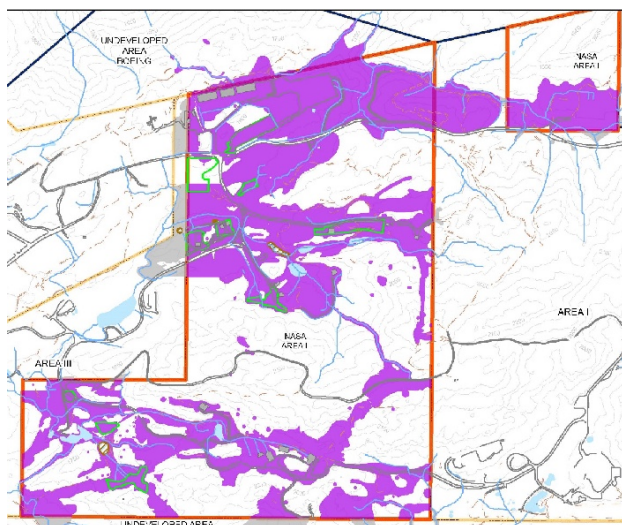 UNDEVELOPED
AREA
BOEING
NASA
AREA I
NASA
AREA I
AREA I
AREA III
UNDEVELOPED AREA